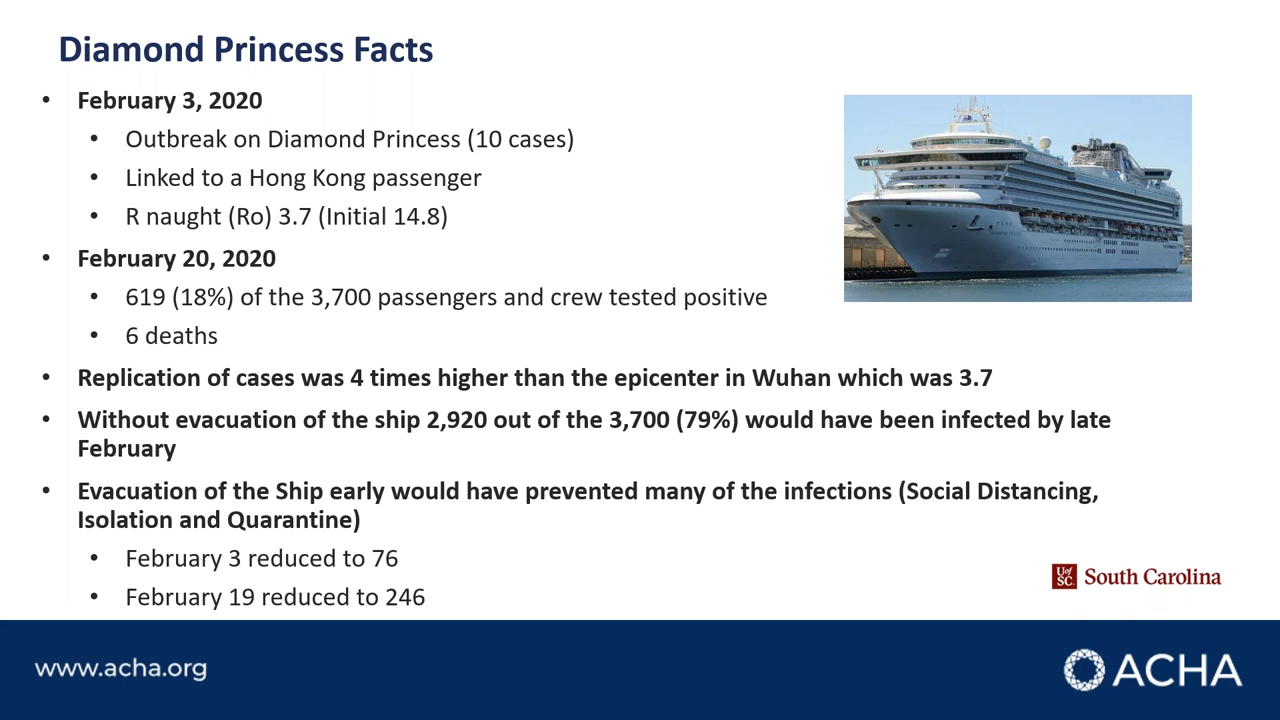 Diamond Princess Facts
• February 3, 2020
• Outbreak on Diamond Princess (10 cases)
• Linked to a Hong Kong passenger
• R naught (Ro) 3.7 (Initial 14.8)
• February 20, 2020
• 619 (18%) of the 3,700 passengers and crew tested positive
• 6 deaths
• Replication of cases was 4 times higher than the epicenter in Wuhan which was 3.7
• Without evacuation of the ship 2,920 out of the 3,700 (79%) would have been infected by late
February
• Evacuation of the Ship early would have prevented many of the infections (Social Distancing,
Isolation and Quarantine)
• February 3 reduced to 76
• February 19 reduced to 246
UofSC South Carolina
www.acha.org
ACHA